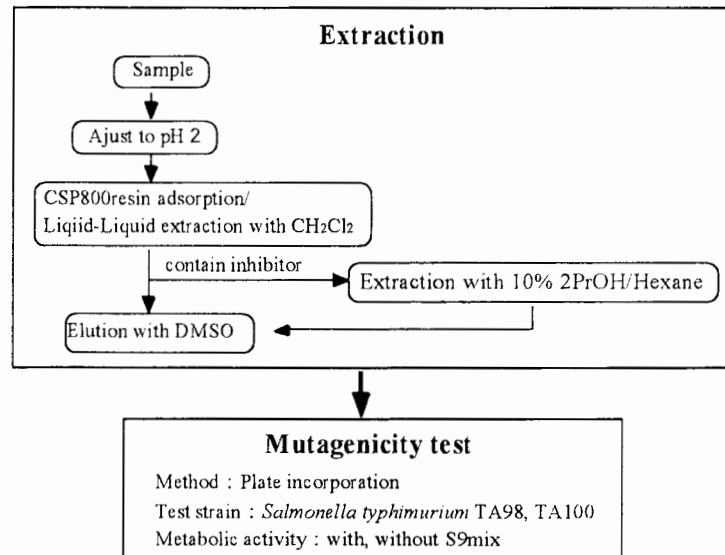 Extraction
Sample
Ajust to pH 2
CSP800resin adsorption/
Liqiid-Liquid extraction with CH₂Cl₂
contain inhibitor
Extraction with 10% 2PrOH/Hexane
Elution with DMSO
Mutagenicity test
Method : Plate incorporation
Test strain : Salmonella typhimurium TA98, TA100
Metabolic activity : with, without S9mix